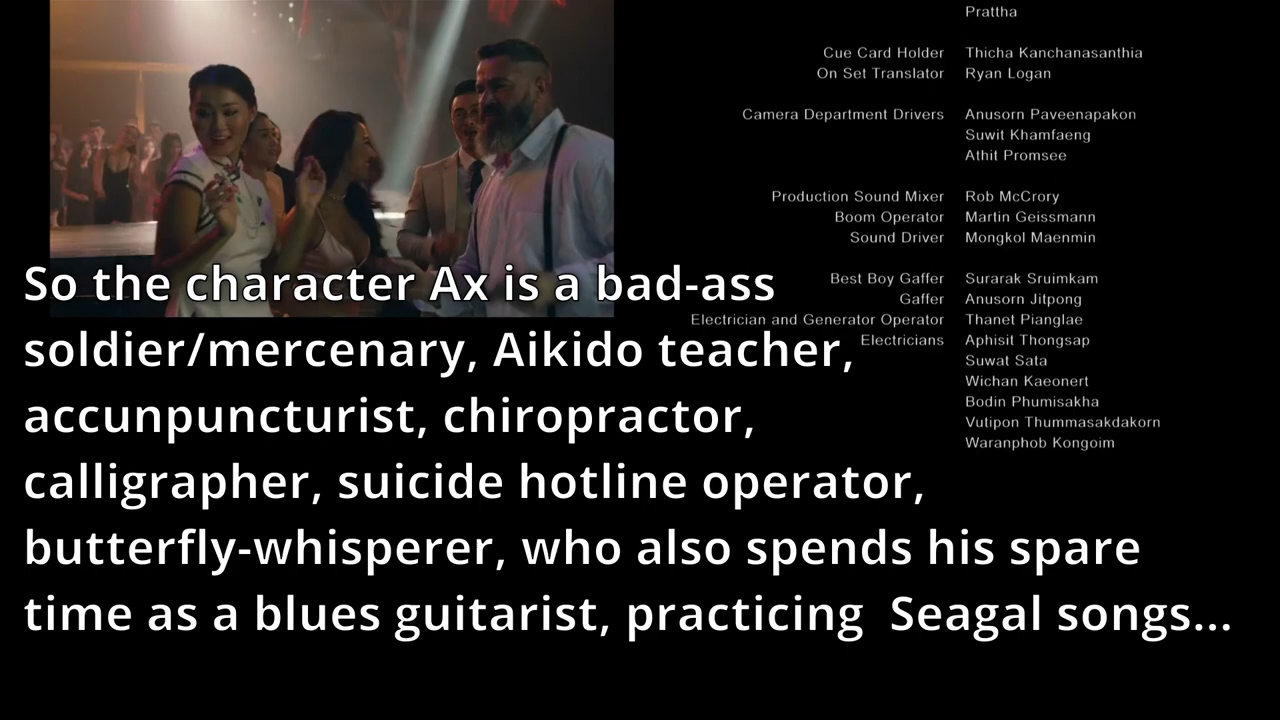 Prattha
Cue Card Holder Thicha Kanchanasanthia
On Set Translator Ryan Logan
Camera Department Drivers Anusorn Paveenapakon
Suwit Khamfaeng
Athit Promsee
Production Sound Mixer Rob McCrory
Boom Operator Martin Geissmann
Sound Driver Mongkol Maenmin
Best Boy Gaffer Surarak Sruimkam
Gaffer Anusorn Jitpong
Electrician and Generator Operator Thanet Pianglae
Electricians Aphisit Thongsap
Suwat Sata
Wichan Kaeonert
Bodin Phumisakha
Vutipon Thummasakdakorn
Waranphob Kongoim
So the character Ax is a bad-ass
soldier/mercenary, Aikido teacher,
accunpuncturist, chiropractor,
calligrapher, suicide hotline operator,
butterfly-whisperer, who also spends his spare
time as a blues guitarist, practicing  Seagal songs...